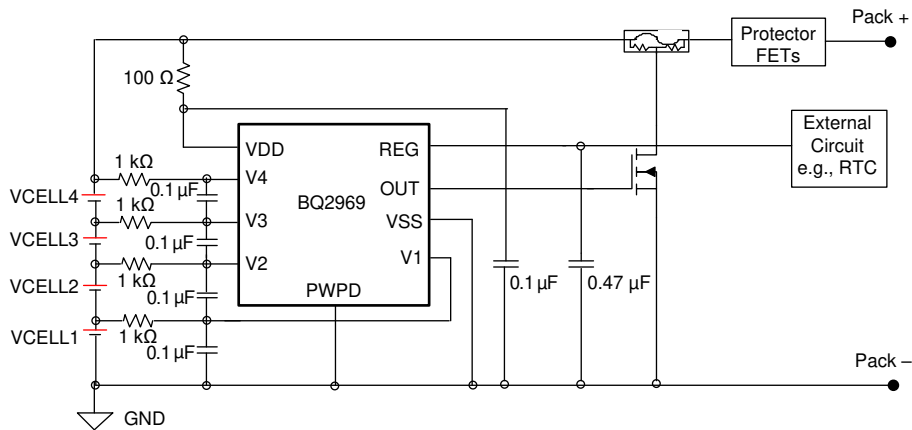 Pack +
Protector
FETs
100 Ω
External
Circuit
e.g., RTC
VDD
REG
1 kΩ
V4
0.1 µF
OUT
BQ2969
VCELL4
1 kΩ
V3
VSS
0.1 µF
VCELL3
V2
V1
1 kΩ
VCELL2
0.1 µF
PWPD
0.1 µF
0.47 µF
VCELL1
1 kΩ
0.1 µF
Pack –
GND